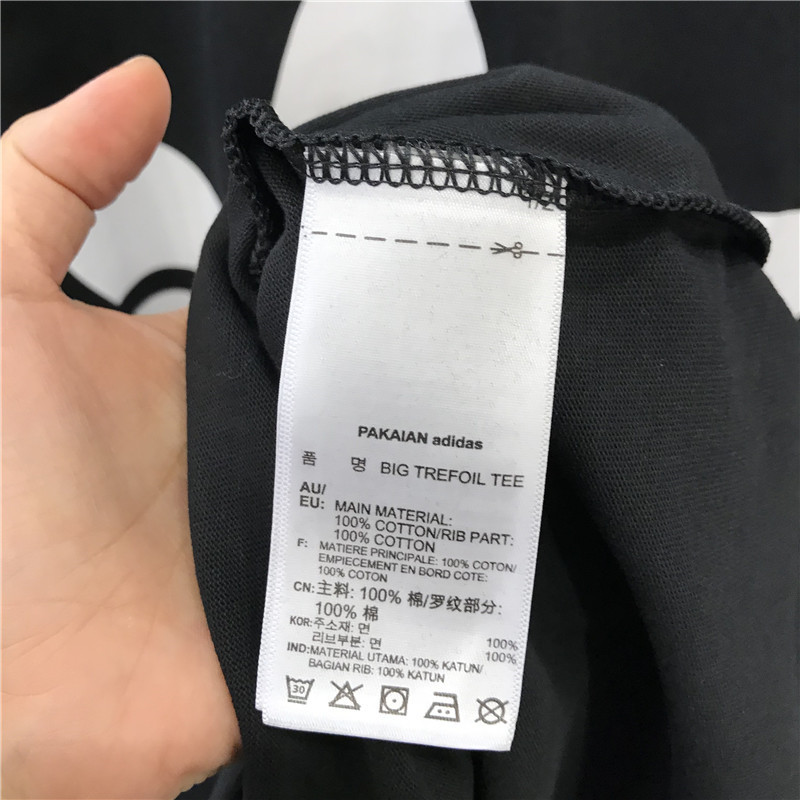 1/2
PAKAIAN adidas
품 명 BIG TREFOIL TEE
AU/
EU: MAIN MATERIAL:
100% COTTON/RIB PART:
100% COTTON
F: MATIERE PRINCIPALE: 100% COTON/
EMPIECEMENT EN BORD COTE:
100% COTON
CN:主料: 100% 棉/罗纹部分:
100% 棉
KOR:주소재: 면 100%
리브부분: 면 100%
IND:MATERIAL UTAMA: 100% KATUN/
BAGIAN RIB: 100% KATUN
30